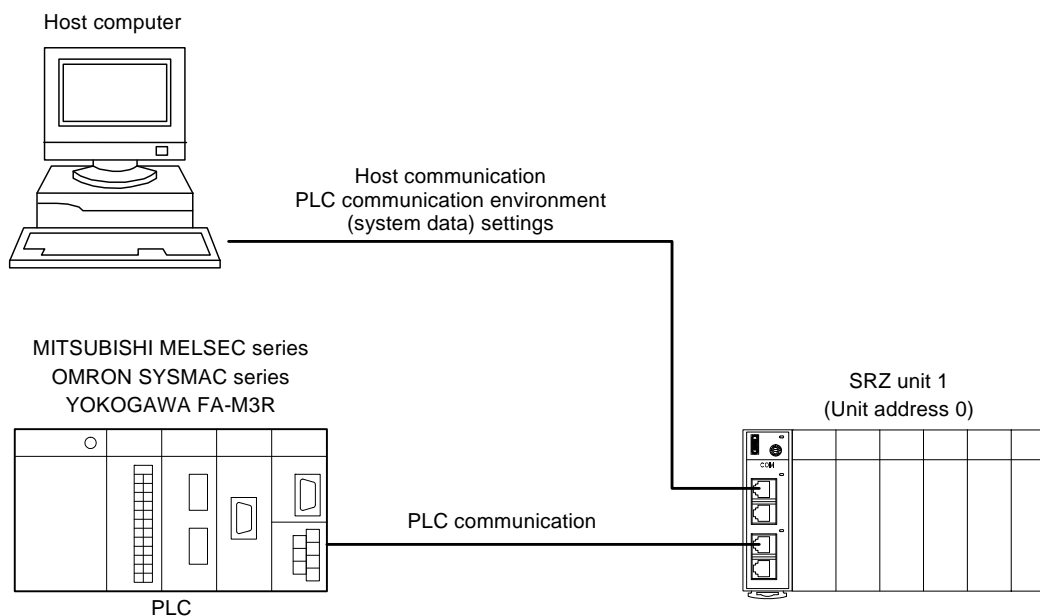 Host computer
Host communication
PLC communication environment
(system data) settings
MITSUBISHI MELSEC series
OMRON SYSMAC series
YOKOGAWA FA-M3R
SRZ unit 1
(Unit address 0)
COM
PLC communication
PLC